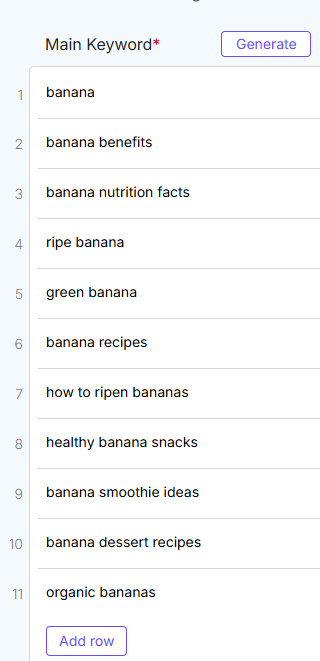 Main Keyword*
Generate
1 banana
2 banana benefits
3 banana nutrition facts
4 ripe banana
5 green banana
6 banana recipes
7 how to ripen bananas
8 healthy banana snacks
9 banana smoothie ideas
10 banana dessert recipes
11 organic bananas
Add row